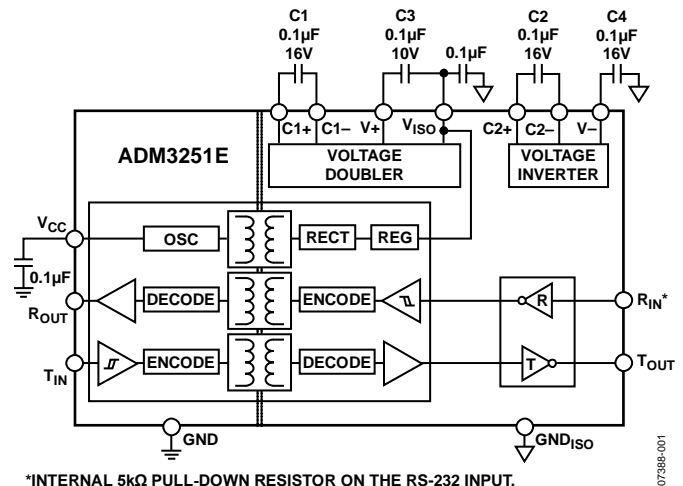 C1
0.1µF
16V
C3
0.1µF
10V
0.1µF
C2
0.1µF
16V
C4
0.1µF
16V
C1+ C1– V+ VISO C2+ C2– V–
ADM3251E
VOLTAGE
DOUBLER
VOLTAGE
INVERTER
VCC
OSC
RECT
REG
0.1µF
ROUT
DECODE
ENCODE
R
RIN*
TIN
ENCODE
DECODE
T
TOUT
GND
GNDISO
*INTERNAL 5kΩ PULL-DOWN RESISTOR ON THE RS-232 INPUT.
07388-001